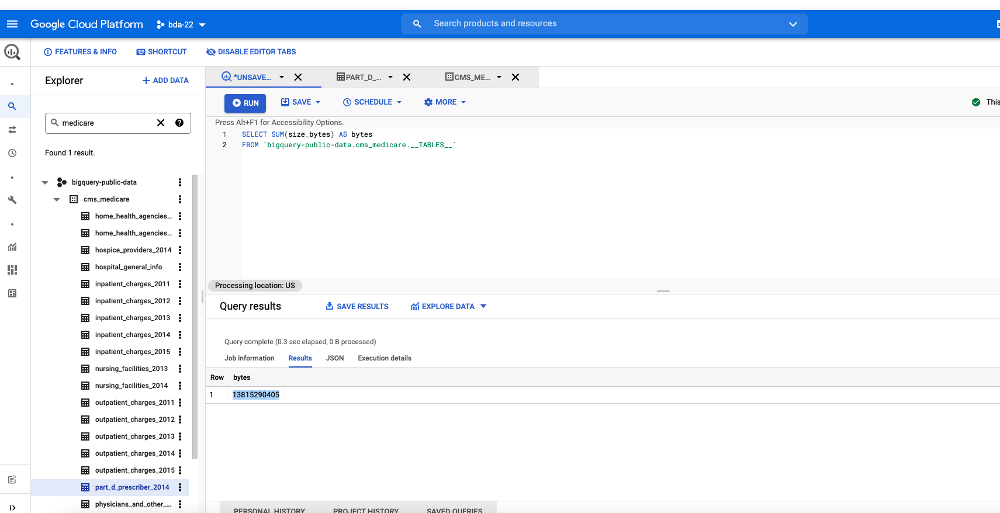 Google Cloud Platform
bda-22
Search products and resources
FEATURES & INFO
SHORTCUT
DISABLE EDITOR TABS
Explorer
ADD DATA
*UNSAVE...
PART_D_...
CMS_ME...
RUN
SAVE
SCHEDULE
MORE
This
medicare
Found 1 result.
Press Alt+F1 for Accessibility Options.
1 SELECT SUM(size_bytes) AS bytes
2 FROM `bigquery-public-data.cms_medicare.__TABLES__`
bigquery-public-data
cms_medicare
home_health_agencies...
home_health_agencies...
hospice_providers_2014
hospital_general_info
inpatient_charges_2011
inpatient_charges_2012
inpatient_charges_2013
inpatient_charges_2014
inpatient_charges_2015
nursing_facilities_2013
nursing_facilities_2014
outpatient_charges_2011
outpatient_charges_2012
outpatient_charges_2013
outpatient_charges_2014
outpatient_charges_2015
part_d_prescriber_2014
physicians_and_other_...
Processing location: US
Query results
SAVE RESULTS
EXPLORE DATA
Query complete (0.3 sec elapsed, 0 B processed)
Job information
Results
JSON
Execution details
Row bytes
1 13815290405
PERSONAL HISTORY
PROJECT HISTORY
SAVED QUERIES